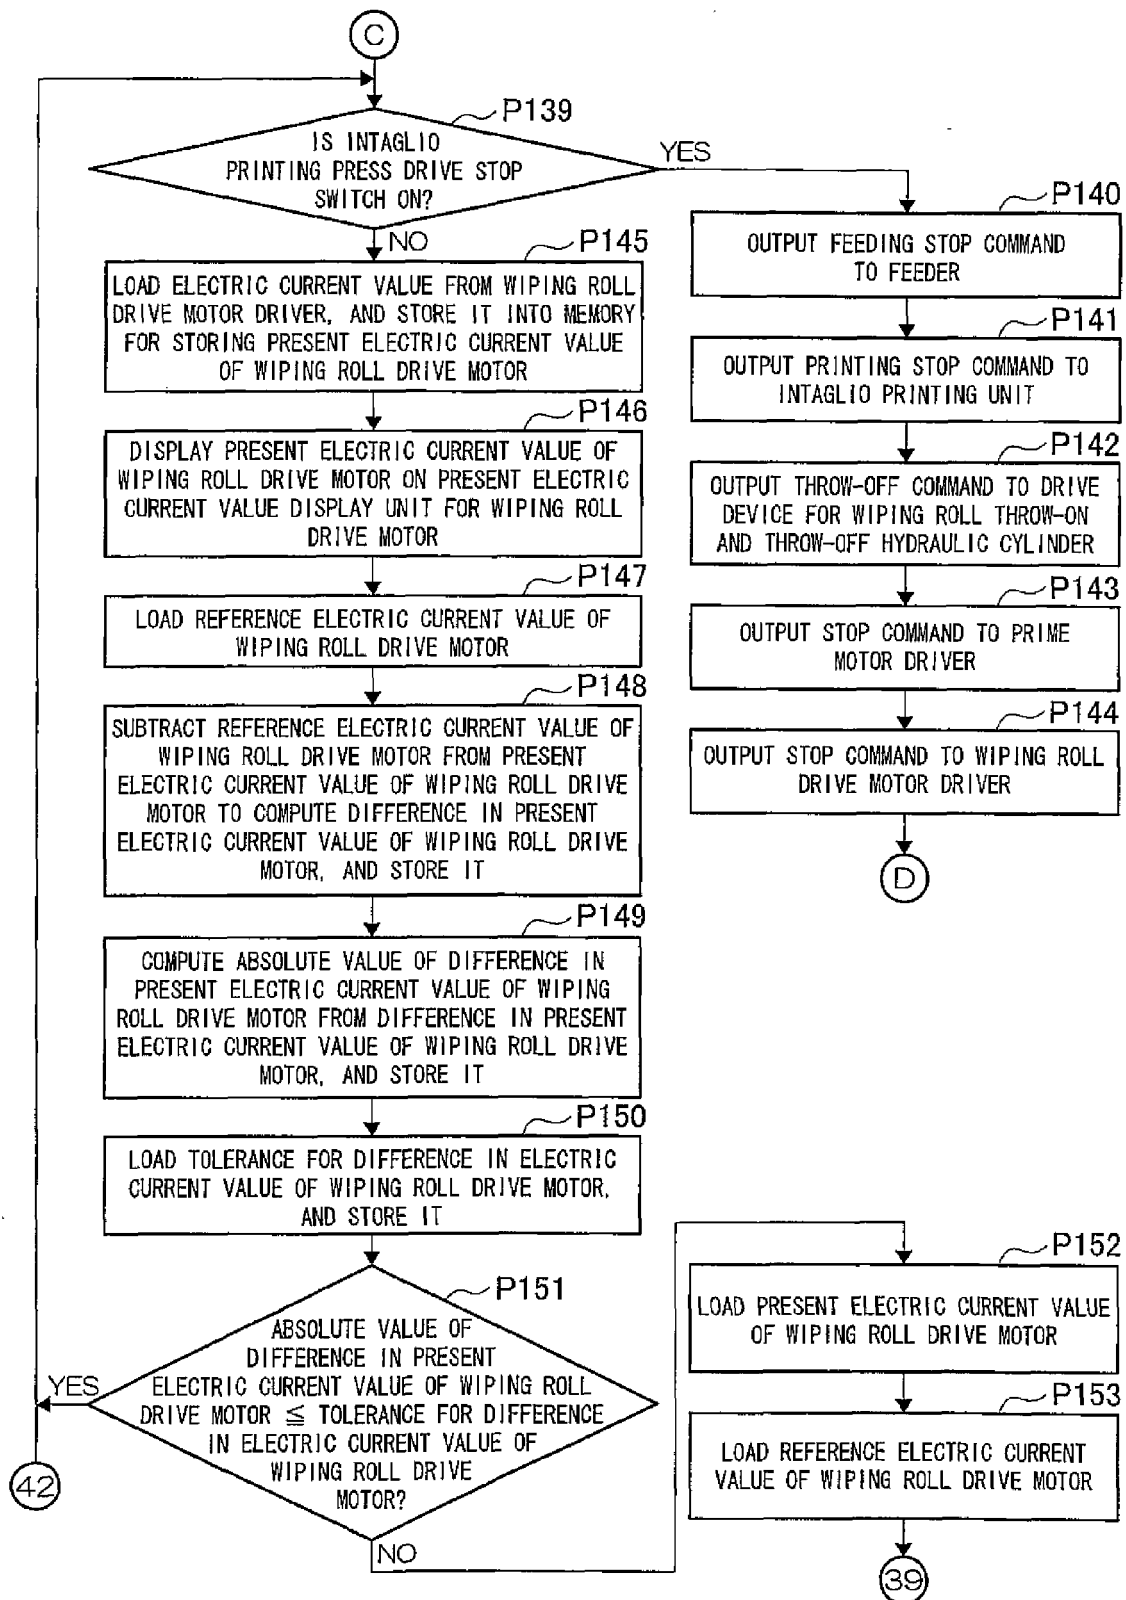 C
P139
IS INTAGLIO
PRINTING PRESS DRIVE STOP
SWITCH ON?
YES
NO
P140
OUTPUT FEEDING STOP COMMAND
TO FEEDER
P141
OUTPUT PRINTING STOP COMMAND TO
INTAGLIO PRINTING UNIT
P142
OUTPUT THROW-OFF COMMAND TO DRIVE
DEVICE FOR WIPING ROLL THROW-ON
AND THROW-OFF HYDRAULIC CYLINDER
P143
OUTPUT STOP COMMAND TO PRIME
MOTOR DRIVER
P144
OUTPUT STOP COMMAND TO WIPING ROLL
DRIVE MOTOR DRIVER
D
P145
LOAD ELECTRIC CURRENT VALUE FROM WIPING ROLL
DRIVE MOTOR DRIVER, AND STORE IT INTO MEMORY
FOR STORING PRESENT ELECTRIC CURRENT VALUE
OF WIPING ROLL DRIVE MOTOR
P146
DISPLAY PRESENT ELECTRIC CURRENT VALUE OF
WIPING ROLL DRIVE MOTOR ON PRESENT ELECTRIC
CURRENT VALUE DISPLAY UNIT FOR WIPING ROLL
DRIVE MOTOR
P147
LOAD REFERENCE ELECTRIC CURRENT VALUE OF
WIPING ROLL DRIVE MOTOR
P148
SUBTRACT REFERENCE ELECTRIC CURRENT VALUE OF
WIPING ROLL DRIVE MOTOR FROM PRESENT
ELECTRIC CURRENT VALUE OF WIPING ROLL DRIVE
MOTOR TO COMPUTE DIFFERENCE IN PRESENT
ELECTRIC CURRENT VALUE OF WIPING ROLL DRIVE
MOTOR, AND STORE IT
P149
COMPUTE ABSOLUTE VALUE OF DIFFERENCE IN
PRESENT ELECTRIC CURRENT VALUE OF WIPING
ROLL DRIVE MOTOR FROM DIFFERENCE IN PRESENT
ELECTRIC CURRENT VALUE OF WIPING ROLL DRIVE
MOTOR, AND STORE IT
P150
LOAD TOLERANCE FOR DIFFERENCE IN ELECTRIC
CURRENT VALUE OF WIPING ROLL DRIVE MOTOR,
AND STORE IT
P151
ABSOLUTE VALUE OF
DIFFERENCE IN PRESENT
ELECTRIC CURRENT VALUE OF WIPING ROLL
DRIVE MOTOR ≦ TOLERANCE FOR DIFFERENCE
IN ELECTRIC CURRENT VALUE OF
WIPING ROLL DRIVE
MOTOR?
YES
42
NO
P152
LOAD PRESENT ELECTRIC CURRENT VALUE
OF WIPING ROLL DRIVE MOTOR
P153
LOAD REFERENCE ELECTRIC CURRENT
VALUE OF WIPING ROLL DRIVE MOTOR
39